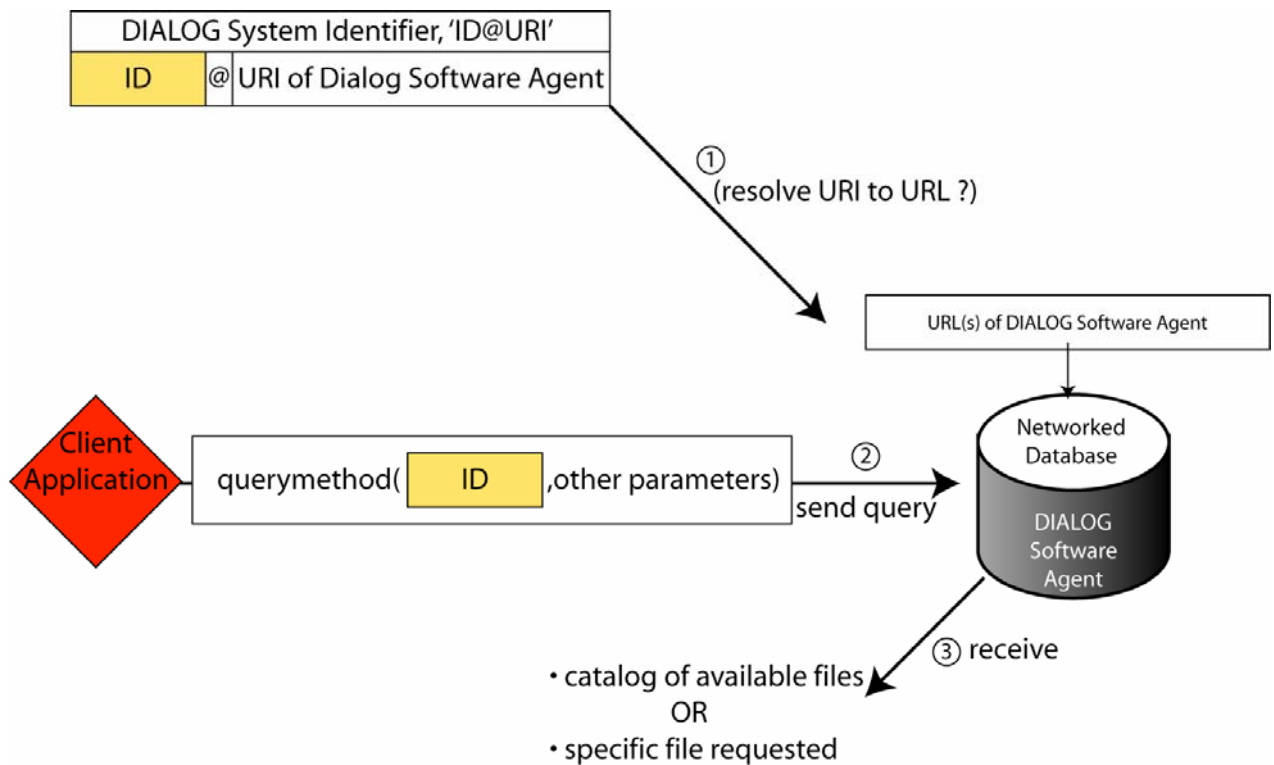 DIALOG System Identifier, 'ID@URI'
ID @ URI of Dialog Software Agent
①
(resolve URI to URL ?)
URL(s) of DIALOG Software Agent
Client
Application
querymethod( ID ,other parameters)
②
send query
Networked
Database
DIALOG
Software
Agent
③ receive
• catalog of available files
OR
• specific file requested